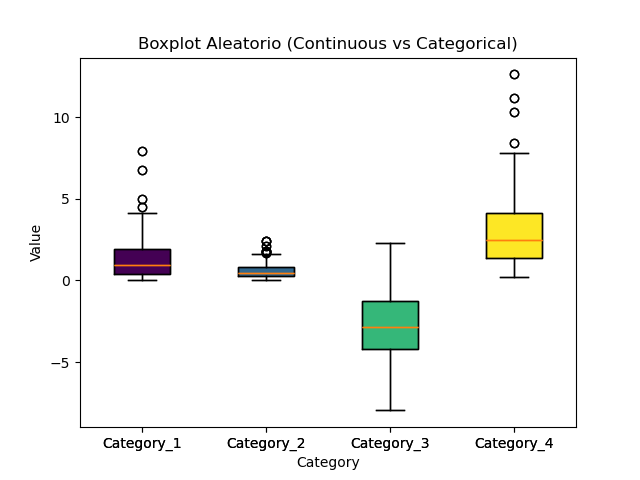 Boxplot Aleatorio (Continuous vs Categorical)
Value
10
5
0
−5
Category_1 Category_2 Category_3 Category_4
Category